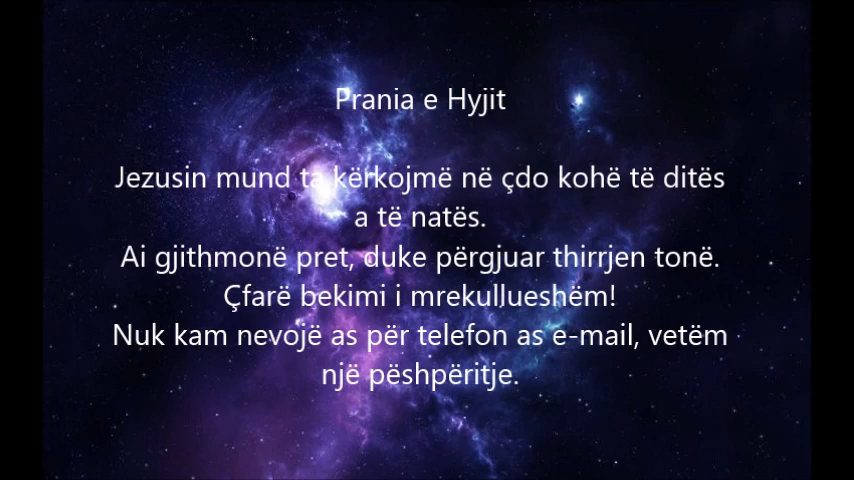 Prania e Hyjit
Jezusin mund ta kërkojmë në çdo kohë të ditës
a të natës.
Ai gjithmonë pret, duke përgjuar thirrjen tonë.
Çfarë bekimi i mrekullueshëm!
Nuk kam nevojë as për telefon as e-mail, vetëm
një pëshpëritje.